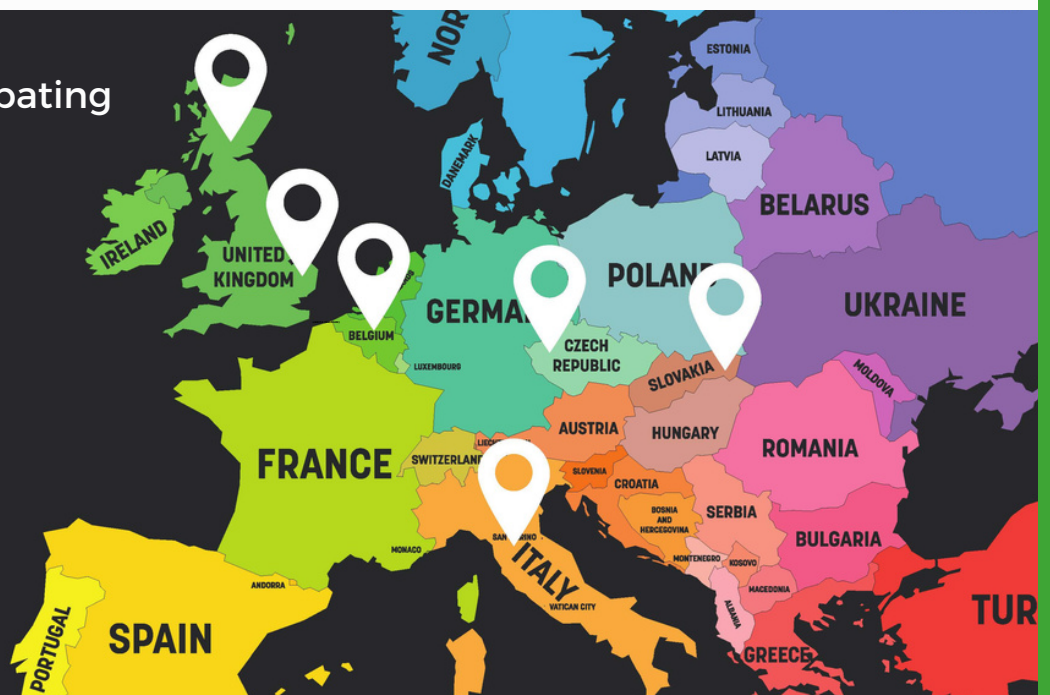 pating
NOR
ESTONIA
LITHUANIA
LATVIA
DANEMARK
BELARUS
IRELAND
UNITED
KINGDOM
POLAND
GERMA
UKRAINE
BELGIUM
CZECH
REPUBLIC
LUXEMBOURG
SLOVAKIA
MOLDOVA
AUSTRIA
HUNGARY
ROMANIA
FRANCE
SWITZERLAND
LIECH
SLOVENIA
CROATIA
BOSNIA
AND
HERCEGOVINA
SERBIA
BULGARIA
SAN RINO
MONACO
ITALY
MONTENEGRO
KOSOVO
ANDORRA
MACEDONIA
VATICAN CITY
ALBANIA
PORTUGAL
SPAIN
TUR
GREECE